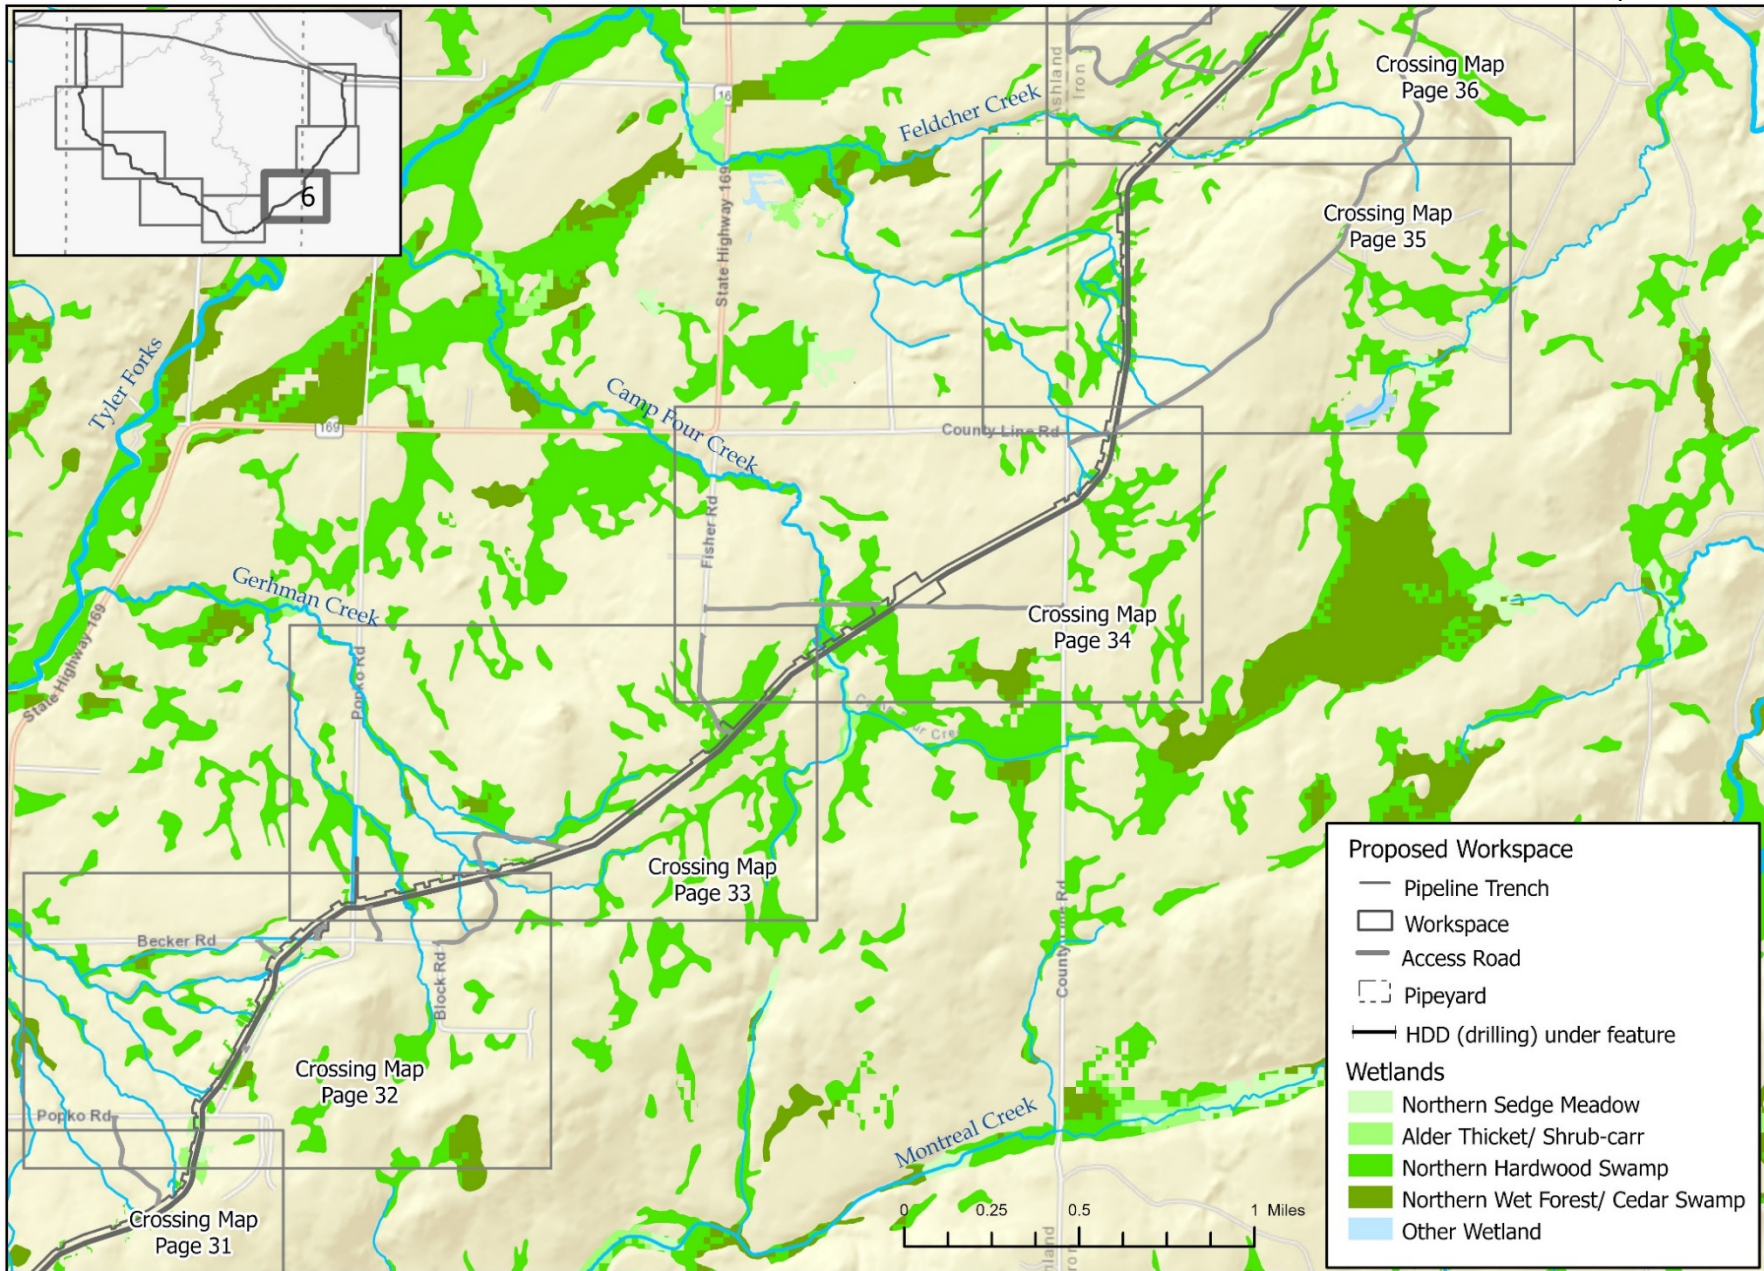 6
16
Ashland
Iron
Crossing Map
Page 36
Feldcher Creek
State Highway 169
Crossing Map
Page 35
Tyler Forks
169
Camp Four Creek
County Line Rd
Fisher Rd
Gerhman Creek
State Highway 169
Popko Rd
Crossing Map
Page 34
Crossing Map
Page 33
Becker Rd
Block Rd
County Line Rd
Crossing Map
Page 32
Popko Rd
Montreal Creek
Crossing Map
Page 31
0 0.25 0.5 1 Miles
Proposed Workspace
Pipeline Trench
Workspace
Access Road
Pipeyard
HDD (drilling) under feature
Wetlands
Northern Sedge Meadow
Alder Thicket/ Shrub-carr
Northern Hardwood Swamp
Northern Wet Forest/ Cedar Swamp
Other Wetland